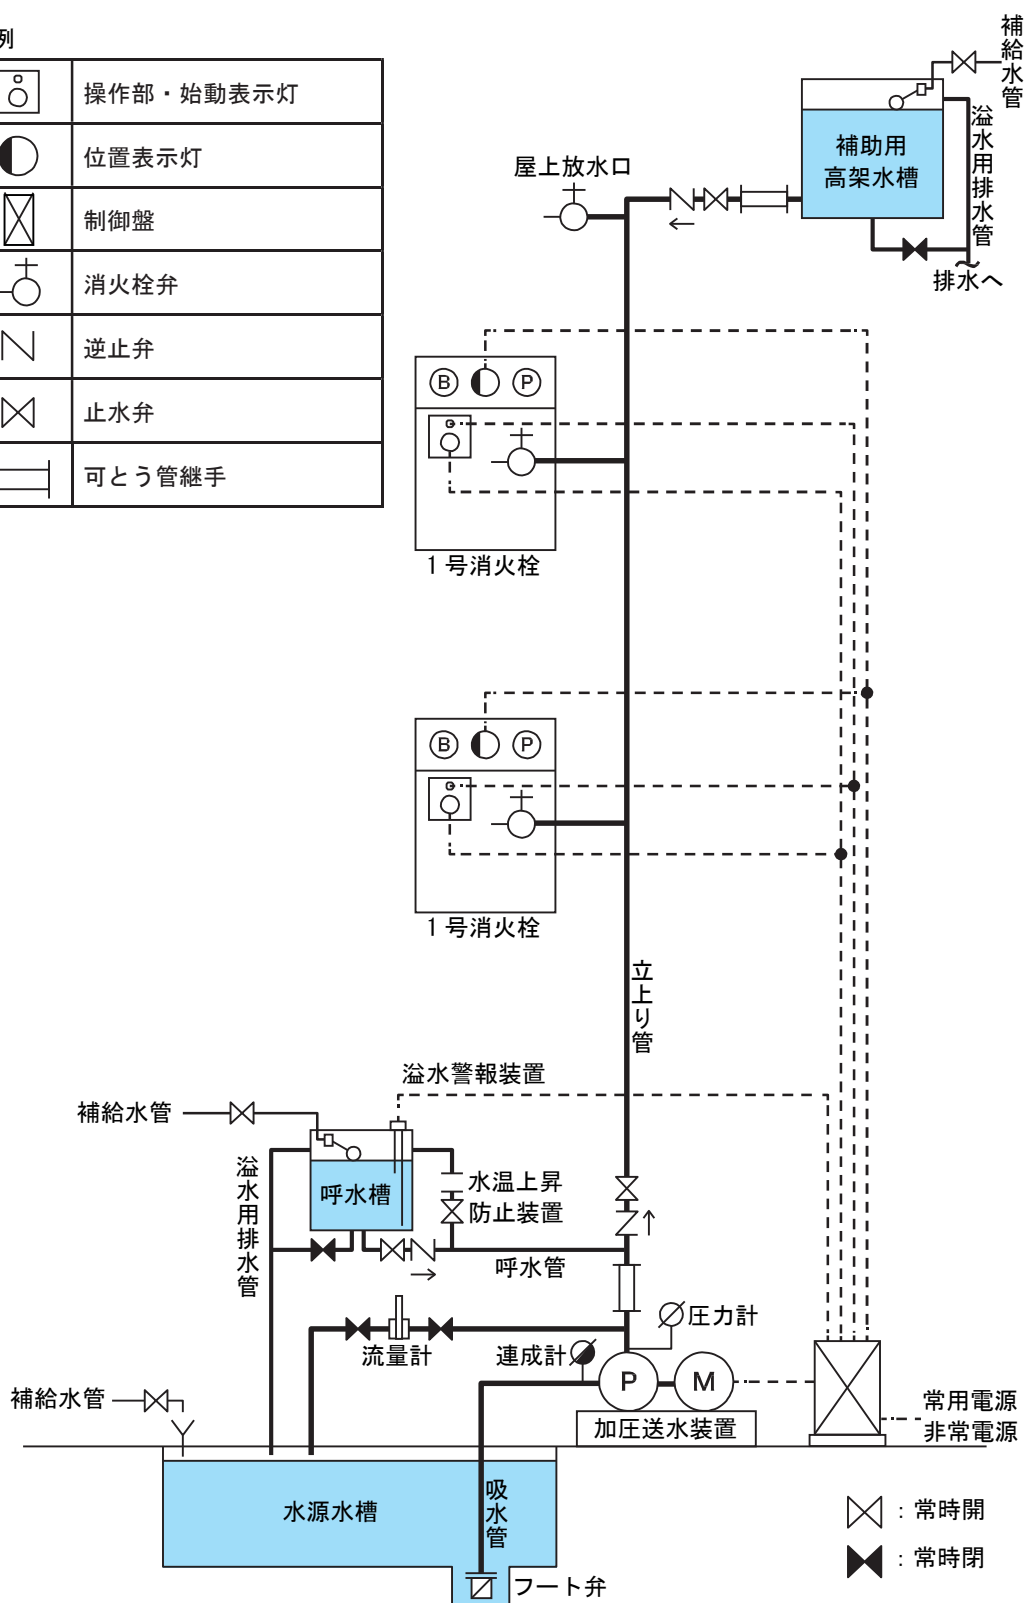 例
操作部・始動表示灯
位置表示灯
制御盤
消火栓弁
逆止弁
止水弁
可とう管継手
補給水管
補助用
高架水槽
溢水用排水管
排水へ
屋上放水口
B
P
1号消火栓
B
P
1号消火栓
立上り管
溢水警報装置
補給水管
呼水槽
溢水用排水管
水温上昇
防止装置
呼水管
圧力計
流量計
連成計
P
M
加圧送水装置
補給水管
常用電源
非常電源
水源水槽
吸水管
フート弁
：常時開
：常時閉